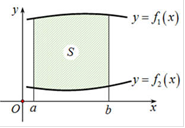 y
y = f₁(x)
S
y = f₂(x)
O a b x